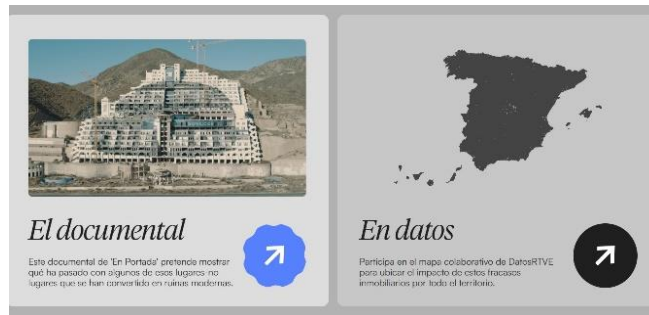 El documental
Este documental de 'En Portada' pretende mostrar
qué ha pasado con algunos de esos lugares-no
lugares que se han convertido en ruinas modernas.
En datos
Participa en el mapa colaborativo de DatosRTVE
para ubicar el impacto de estos fracasos
inmobiliarios por todo el territorio.